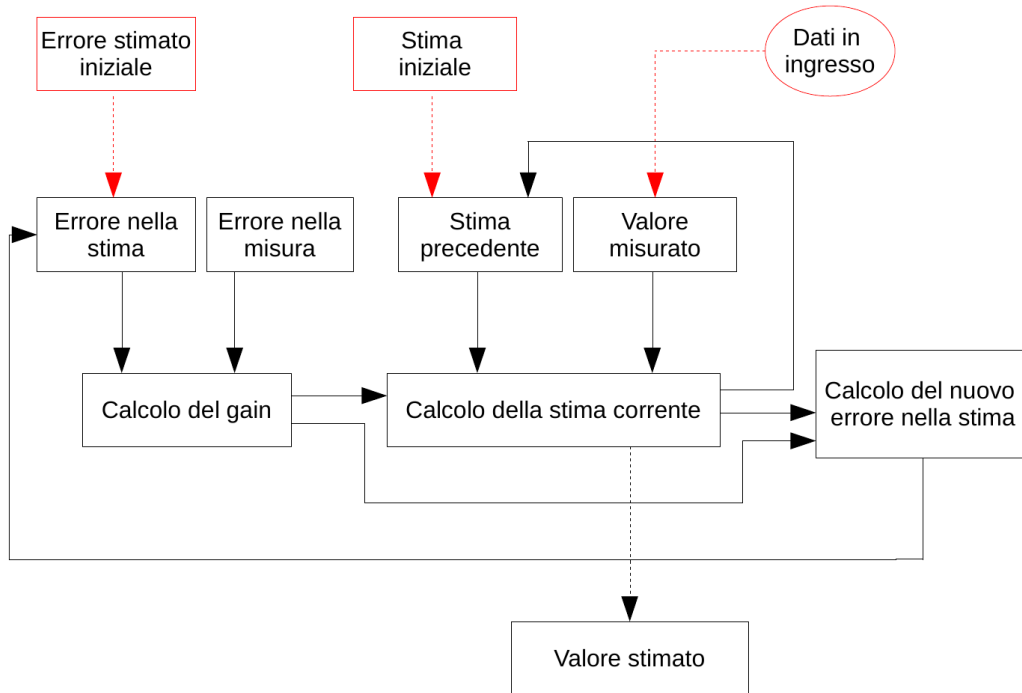 Errore stimato
iniziale
Stima
iniziale
Dati in
ingresso
Errore nella
stima
Errore nella
misura
Stima
precedente
Valore
misurato
Calcolo del gain
Calcolo della stima corrente
Calcolo del nuovo
errore nella stima
Valore stimato